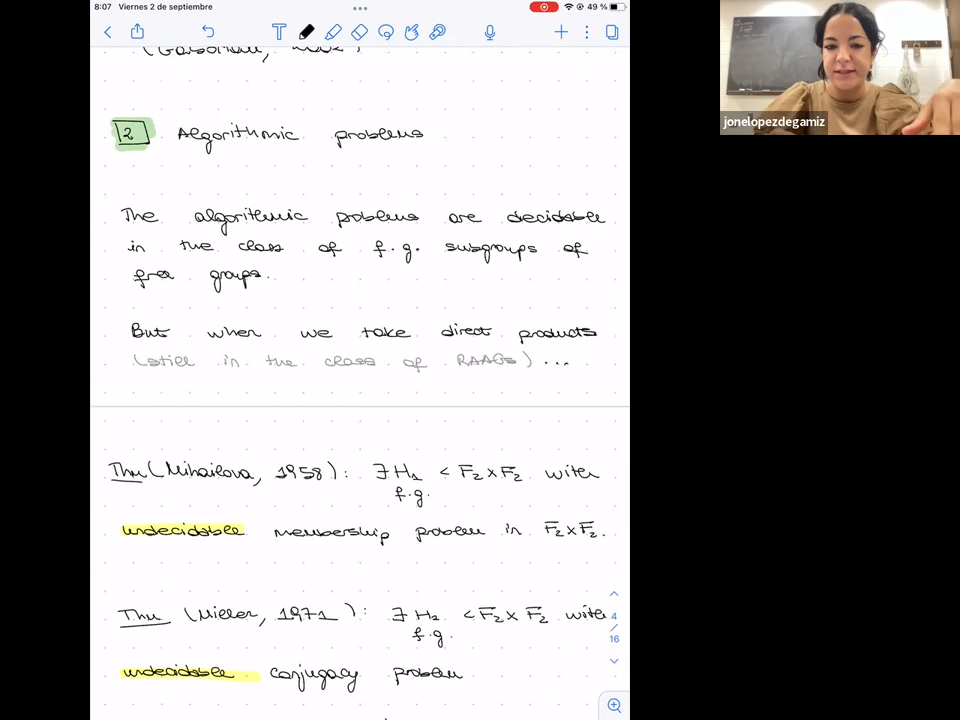 8:07 Viernes 2 de septiembre
49 %
jonelopezdegamiz
2 Algorithmic problems
The algorithmic problems are decidable
in the class of f.g. subgroups of
free groups.
But when we take direct products
(still in the class of RAAGs) ...
Thm (Mihailova, 1958): ∃ H₁ < F₂ × F₂ with
f.g.
undecidable membership problem in F₂ × F₂.
Thm (Miller, 1971): ∃ H₂ < F₂ × F₂ with
f.g.
undecidable conjugacy problem
4
/
16